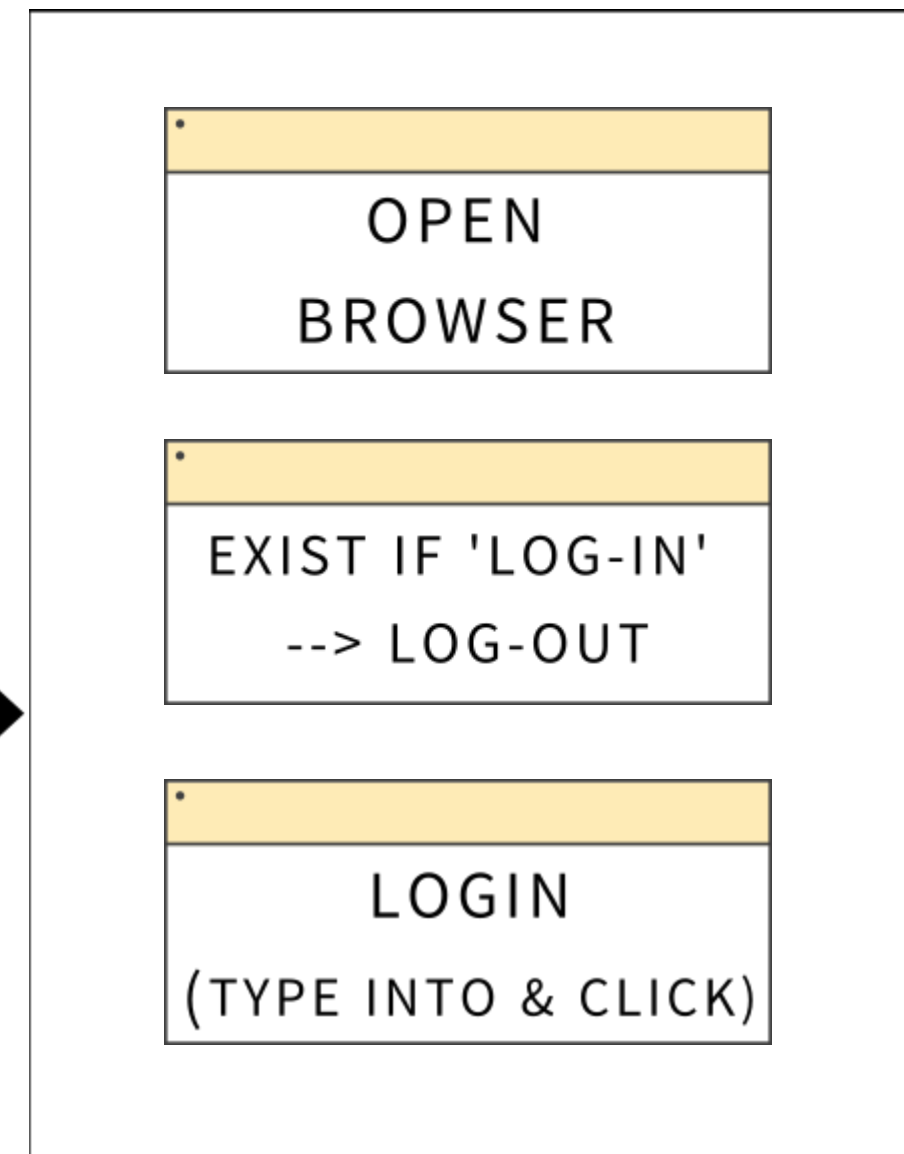 OPEN
BROWSER
EXIST IF 'LOG-IN'
--> LOG-OUT
LOGIN
(TYPE INTO & CLICK)